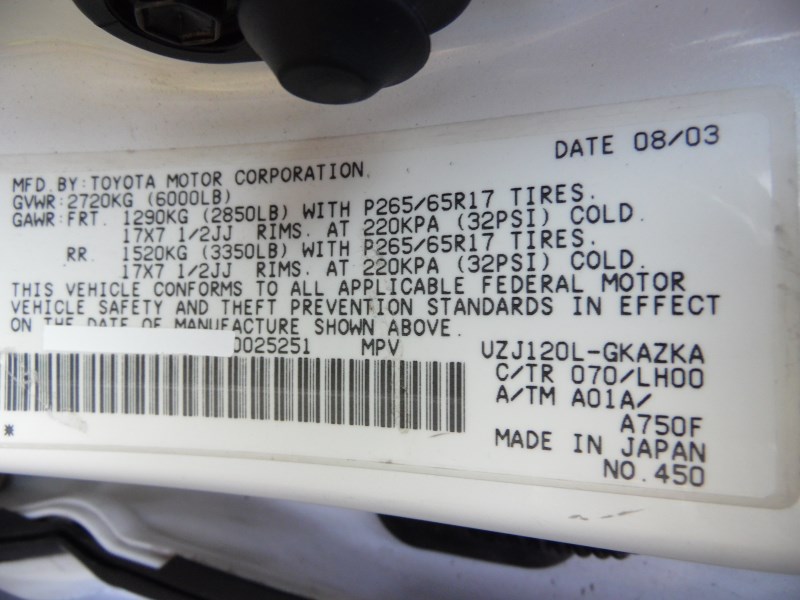 DATE 08/03
MFD. BY: TOYOTA MOTOR CORPORATION.
GVWR: 2720KG (6000LB)
GAWR: FRT. 1290KG (2850LB) WITH P265/65R17 TIRES.
17X7 1/2JJ RIMS. AT 220KPA (32PSI) COLD.
RR. 1520KG (3350LB) WITH P265/65R17 TIRES.
17X7 1/2JJ RIMS. AT 220KPA (32PSI) COLD.
THIS VEHICLE CONFORMS TO ALL APPLICABLE FEDERAL MOTOR
VEHICLE SAFETY AND THEFT PREVENTION STANDARDS IN EFFECT
ON THE DATE OF MANUFACTURE SHOWN ABOVE.
0025251 MPV UZJ120L-GKAZKA
C/TR 070/LH00
A/TM A01A/
A750F
MADE IN JAPAN
NO. 450